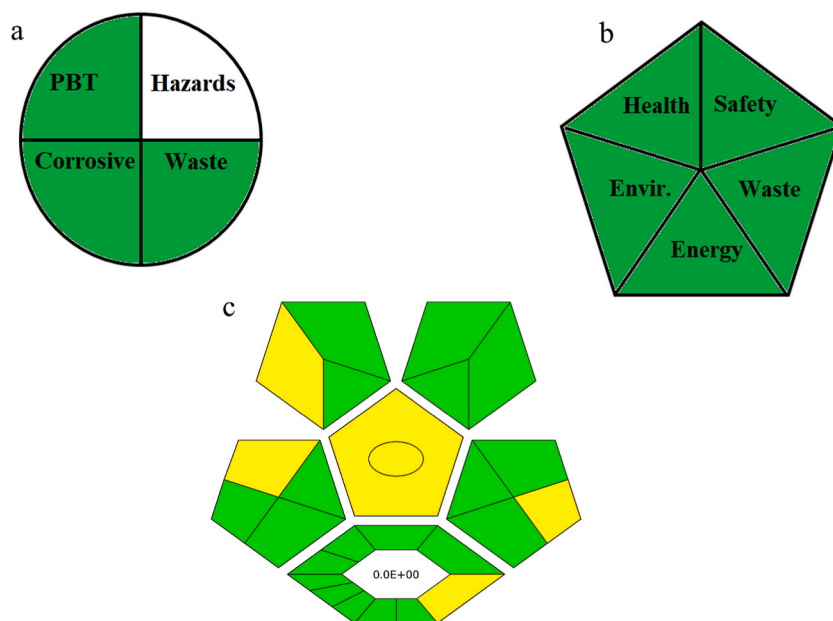 a
PBT Hazards
Corrosive Waste
b
Health Safety
Envir. Waste
Energy
c
0.0E+00